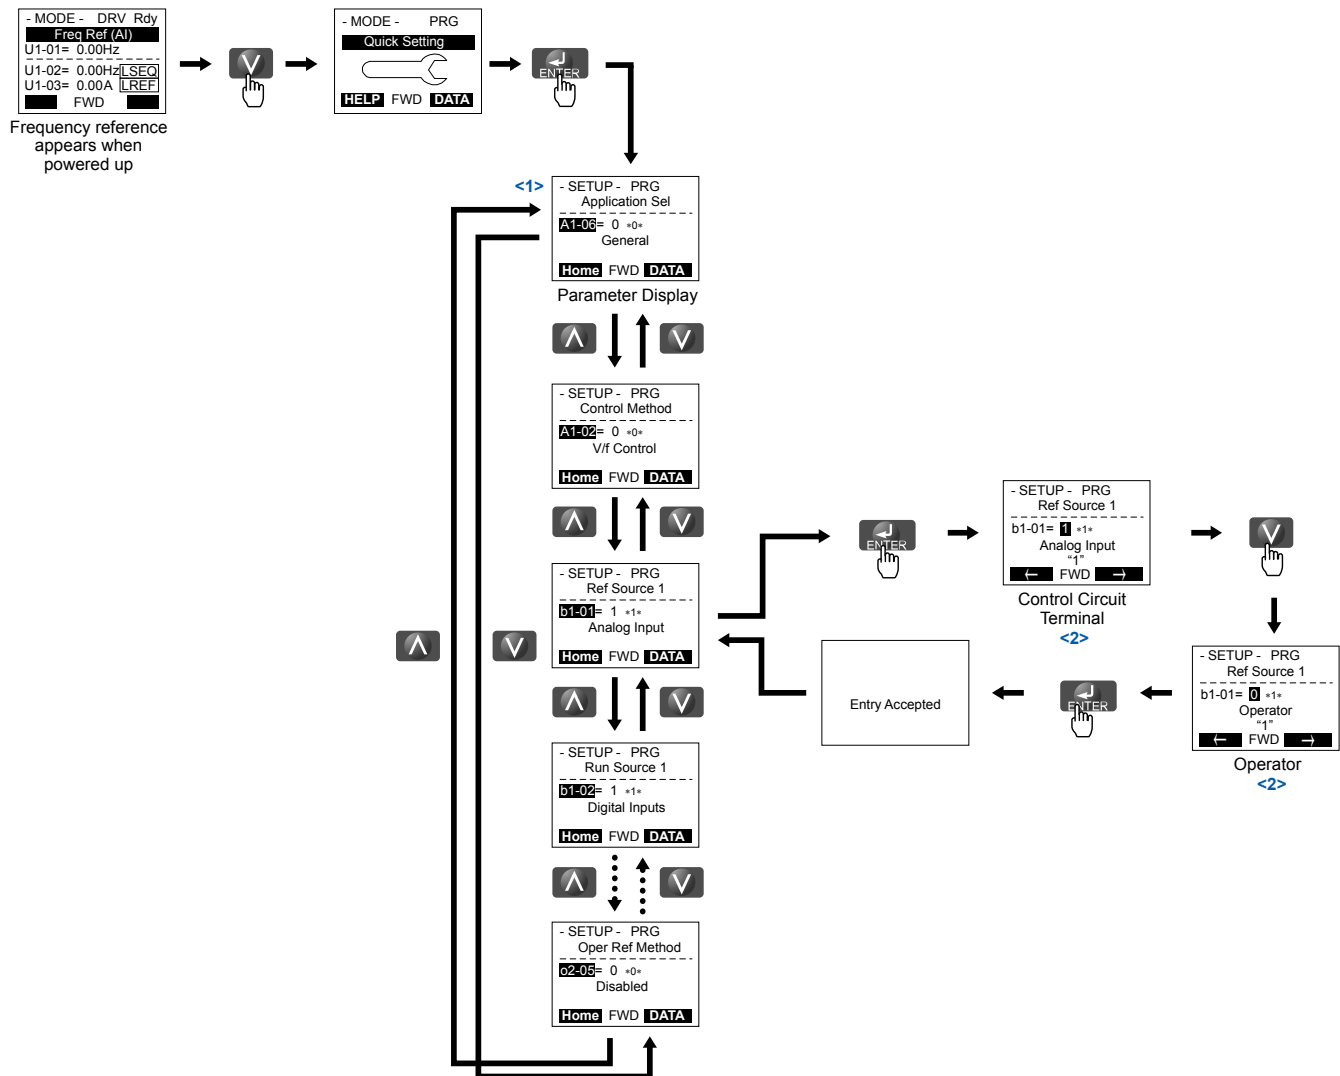 - MODE -   DRV  Rdy
Freq Ref (AI)
U1-01=  0.00Hz
U1-02=  0.00Hz LSEQ
U1-03=  0.00A  LREF
FWD
Frequency reference
appears when
powered up
V
- MODE -   PRG
Quick Setting
HELP  FWD  DATA
ENTER
<1>
- SETUP -  PRG
Application Sel
A1-06=  0  *0*
General
Home  FWD  DATA
Parameter Display
Λ
V
- SETUP -  PRG
Control Method
A1-02=  0  *0*
V/f Control
Home  FWD  DATA
Λ
V
- SETUP -  PRG
Ref Source 1
b1-01=  1  *1*
Analog Input
Home  FWD  DATA
Λ
V
ENTER
- SETUP -  PRG
Ref Source 1
b1-01=  1  *1*
Analog Input
“1”
← FWD →
Control Circuit
Terminal
<2>
V
- SETUP -  PRG
Ref Source 1
b1-01=  0  *1*
Operator
“1”
← FWD →
Operator
<2>
ENTER
Entry Accepted
Λ
V
- SETUP -  PRG
Run Source 1
b1-02=  1  *1*
Digital Inputs
Home  FWD  DATA
Λ
V
- SETUP -  PRG
Oper Ref Method
o2-05=  0  *0*
Disabled
Home  FWD  DATA